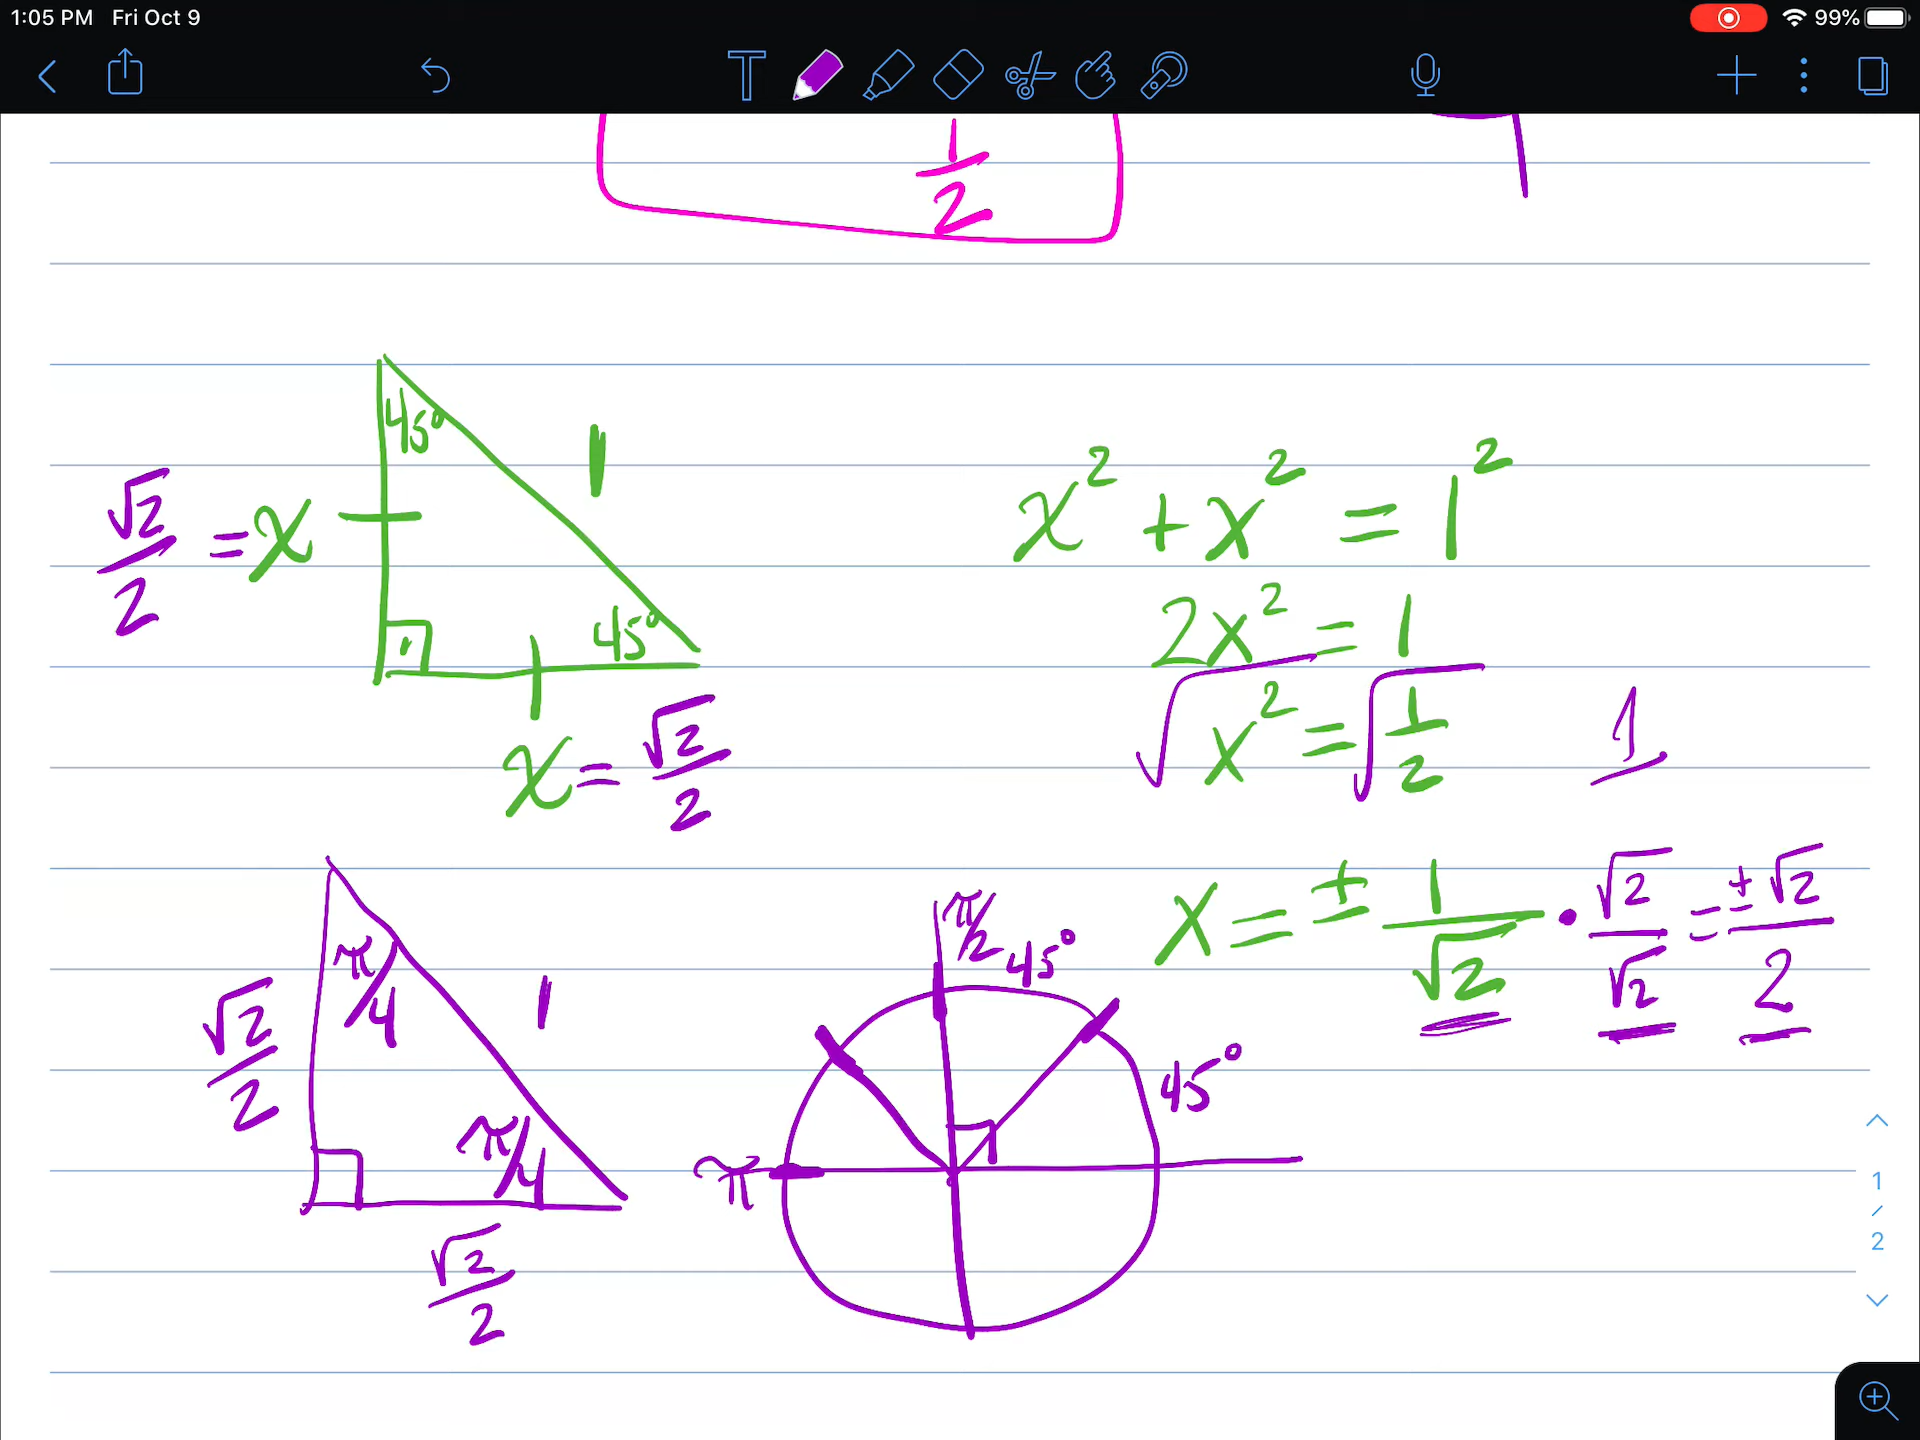 1:05 PM Fri Oct 9
99%
T
1/2
45°
1
√2/2 = x
45°
x = √2/2
x² + x² = 1²
2x² = 1
√x² = √1/2
1
x = ± 1/√2 • √2/√2 = ±√2/2
π/4
1
√2/2
π/4
√2/2
π/2
45°
45°
π
1
/
2